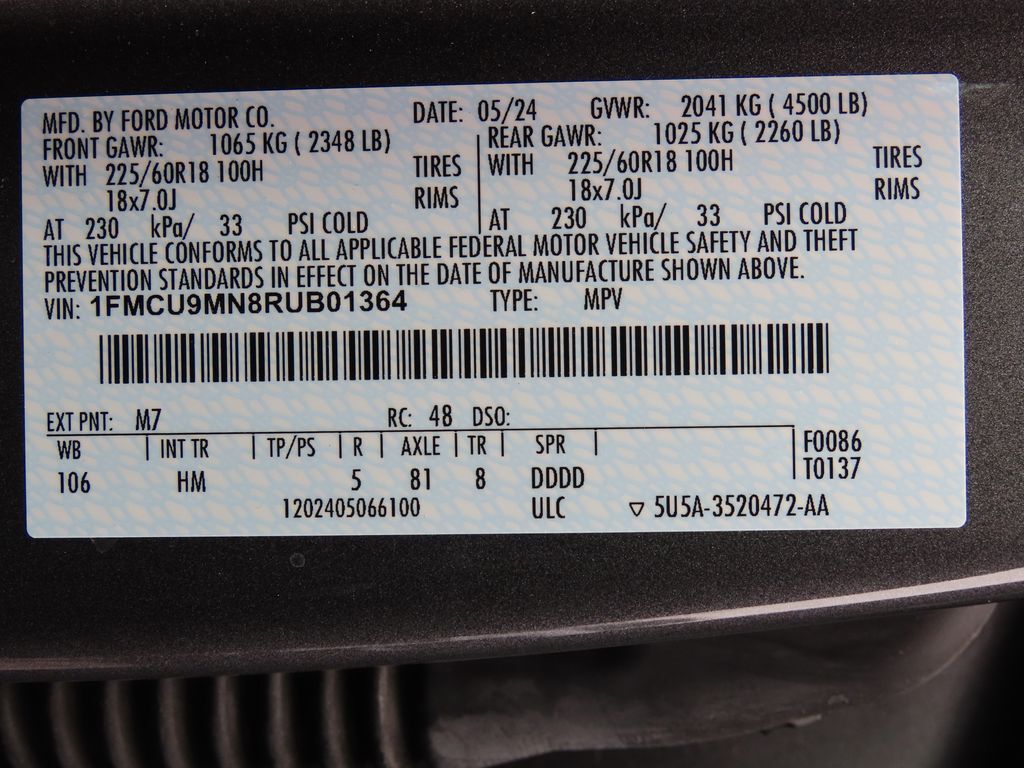 MFD. BY FORD MOTOR CO. DATE: 05/24 GVWR: 2041 KG ( 4500 LB)
FRONT GAWR: 1065 KG ( 2348 LB) REAR GAWR: 1025 KG ( 2260 LB)
WITH 225/60R18 100H TIRES WITH 225/60R18 100H TIRES
18x7.0J RIMS 18x7.0J RIMS
AT 230 kPa/ 33 PSI COLD AT 230 kPa/ 33 PSI COLD
THIS VEHICLE CONFORMS TO ALL APPLICABLE FEDERAL MOTOR VEHICLE SAFETY AND THEFT
PREVENTION STANDARDS IN EFFECT ON THE DATE OF MANUFACTURE SHOWN ABOVE.
VIN: 1FMCU9MN8RUB01364 TYPE: MPV
EXT PNT: M7 RC: 48 DSO:
WB INT TR TP/PS R AXLE TR SPR F0086
106 HM 5 81 8 DDDD T0137
1202405066100 ULC ▽ 5U5A-3520472-AA